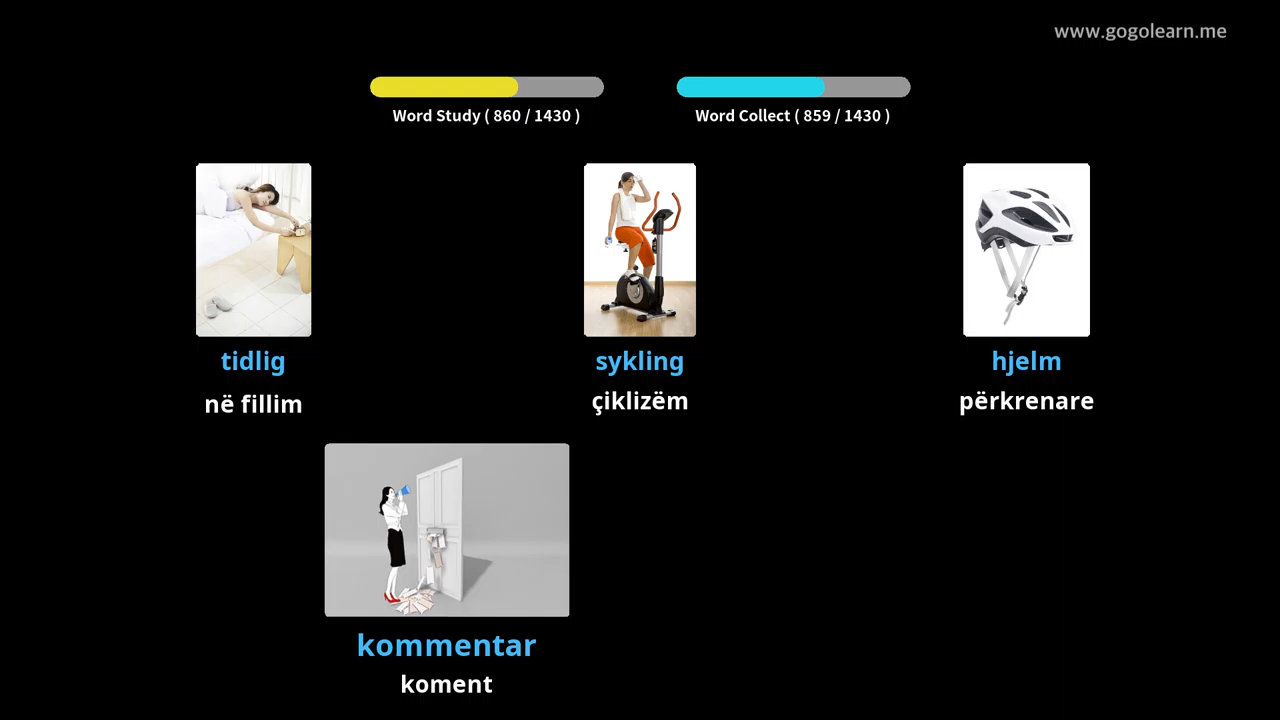 www.gogolearn.me
Word Study ( 860 / 1430 )
Word Collect ( 859 / 1430 )
tidlig
në fillim
sykling
çiklizëm
hjelm
përkrenare
kommentar
koment